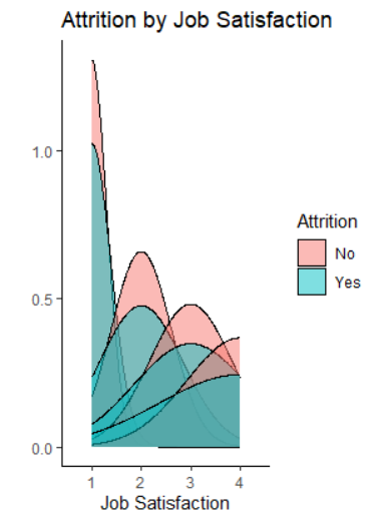 Attrition by Job Satisfaction
1.0
0.5
0.0
1 2 3 4
Job Satisfaction
Attrition
No
Yes